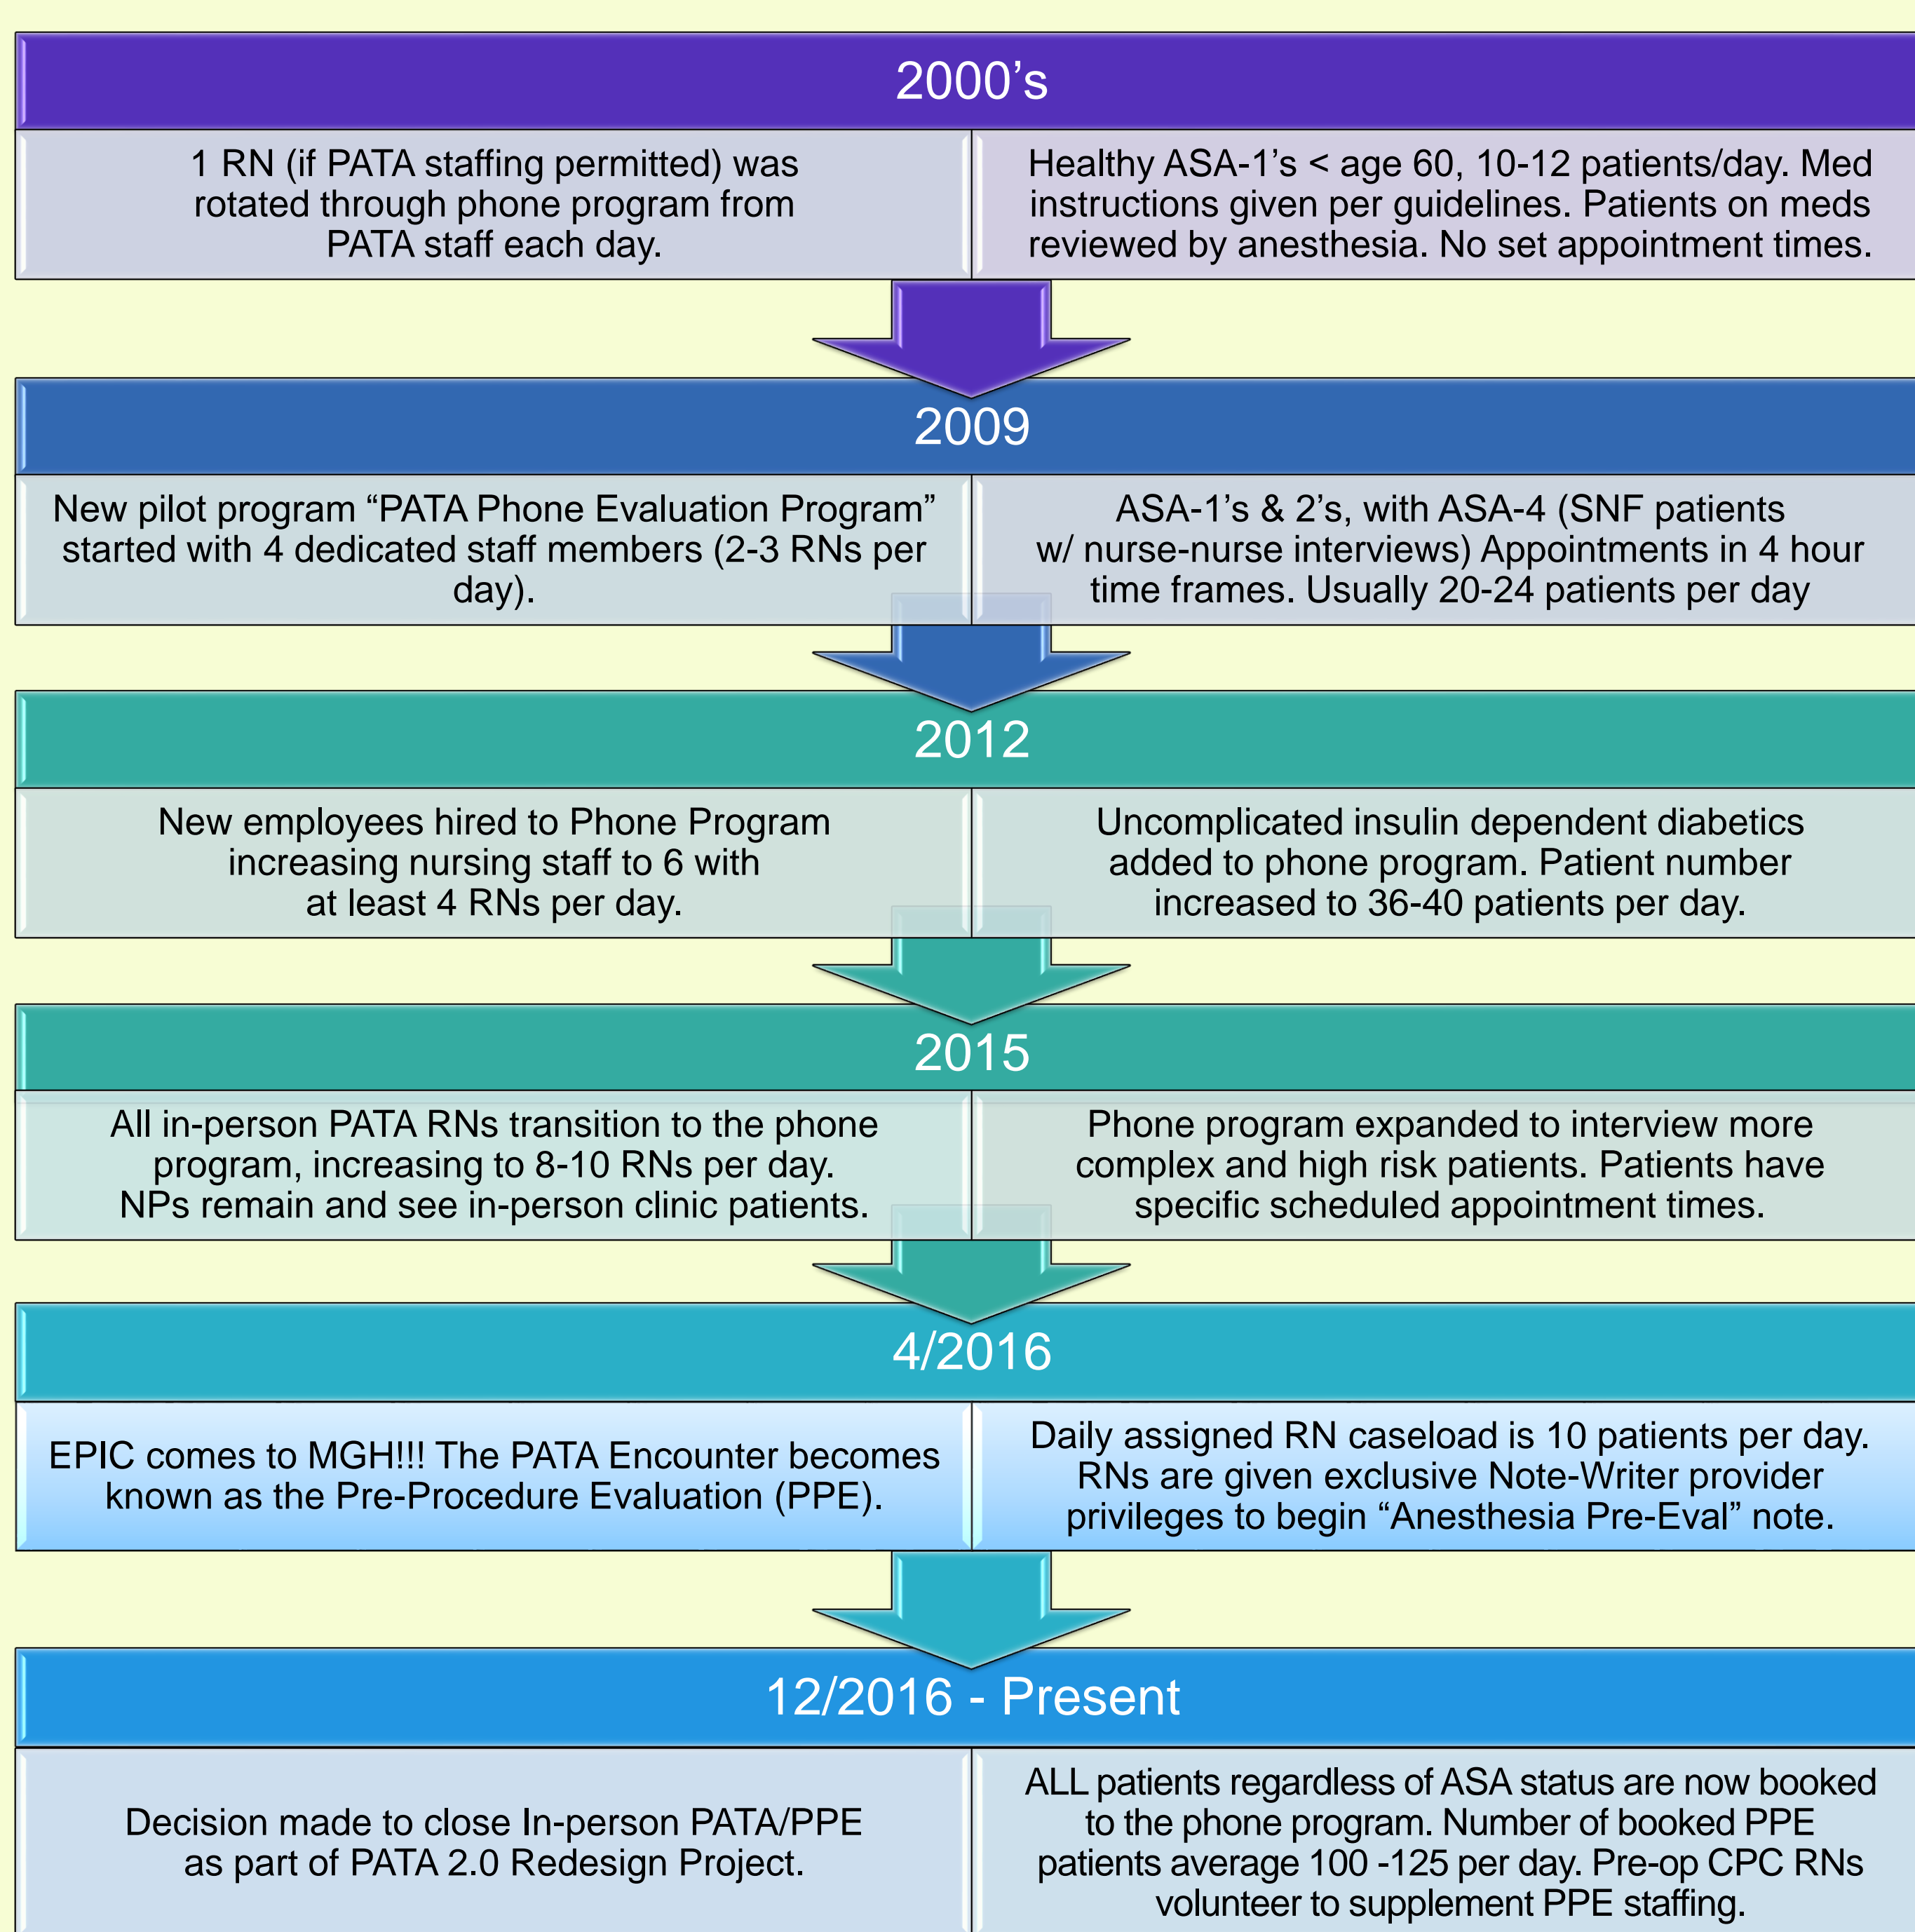 2000’s
1 RN (if PATA staffing permitted) was
rotated through phone program from
PATA staff each day.
Healthy ASA-1’s < age 60, 10-12 patients/day. Med
instructions given per guidelines. Patients on meds
reviewed by anesthesia. No set appointment times.
2009
New pilot program “PATA Phone Evaluation Program”
started with 4 dedicated staff members (2-3 RNs per
day).
ASA-1’s & 2’s, with ASA-4 (SNF patients
w/ nurse-nurse interviews) Appointments in 4 hour
time frames. Usually 20-24 patients per day
2012
New employees hired to Phone Program
increasing nursing staff to 6 with
at least 4 RNs per day.
Uncomplicated insulin dependent diabetics
added to phone program. Patient number
increased to 36-40 patients per day.
2015
All in-person PATA RNs transition to the phone
program, increasing to 8-10 RNs per day.
NPs remain and see in-person clinic patients.
Phone program expanded to interview more
complex and high risk patients. Patients have
specific scheduled appointment times.
4/2016
EPIC comes to MGH!!! The PATA Encounter becomes
known as the Pre-Procedure Evaluation (PPE).
Daily assigned RN caseload is 10 patients per day.
RNs are given exclusive Note-Writer provider
privileges to begin “Anesthesia Pre-Eval” note.
12/2016 - Present
Decision made to close In-person PATA/PPE
as part of PATA 2.0 Redesign Project.
ALL patients regardless of ASA status are now booked
to the phone program. Number of booked PPE
patients average 100 -125 per day. Pre-op CPC RNs
volunteer to supplement PPE staffing.